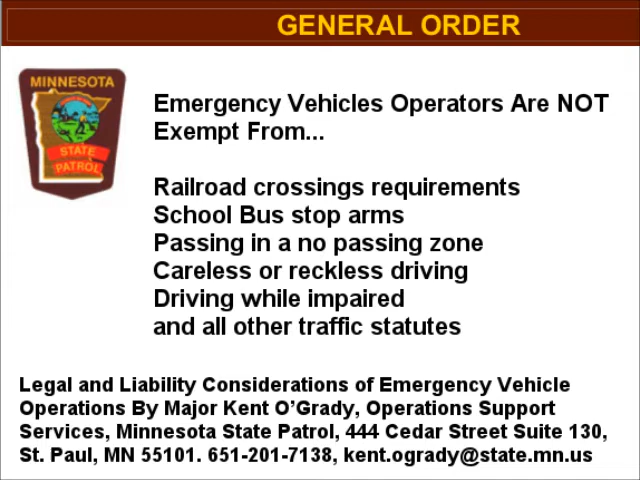 GENERAL ORDER
MINNESOTA
STATE
PATROL
Emergency Vehicles Operators Are NOT
Exempt From...
Railroad crossings requirements
School Bus stop arms
Passing in a no passing zone
Careless or reckless driving
Driving while impaired
and all other traffic statutes
Legal and Liability Considerations of Emergency Vehicle
Operations By Major Kent O’Grady, Operations Support
Services, Minnesota State Patrol, 444 Cedar Street Suite 130,
St. Paul, MN 55101. 651-201-7138, kent.ogrady@state.mn.us